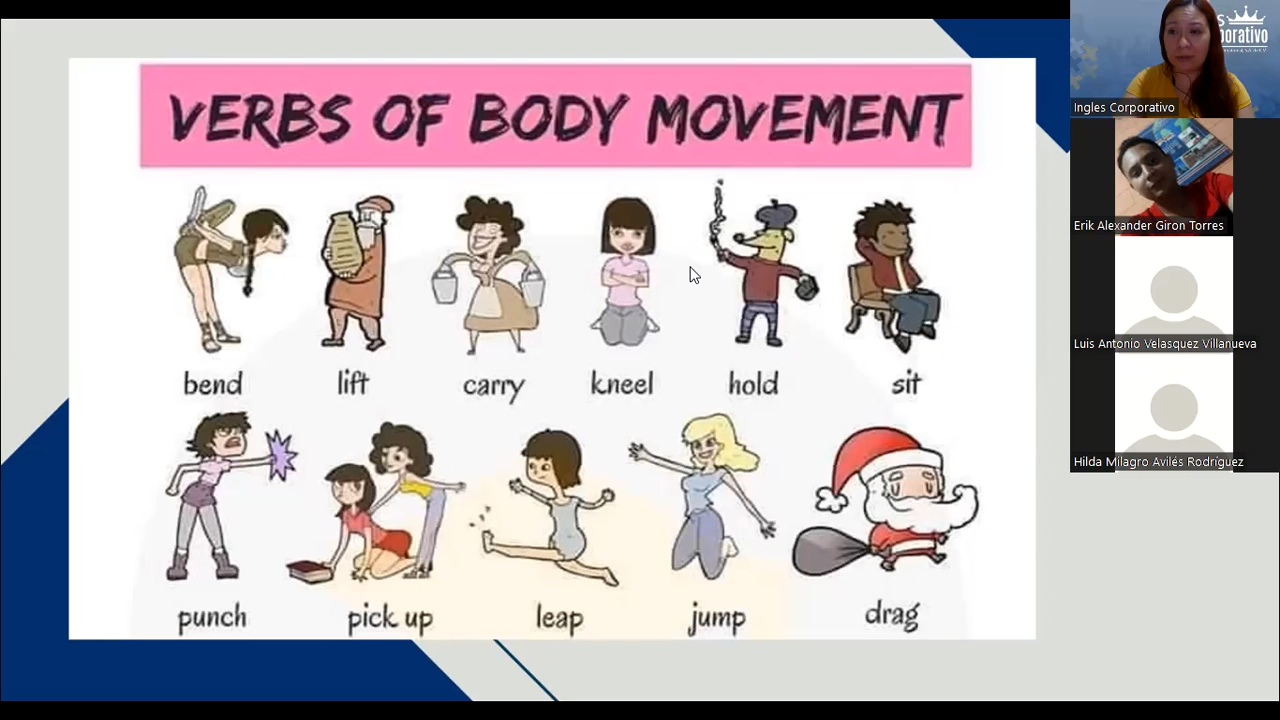 VERBS OF BODY MOVEMENT
bend lift carry kneel hold sit
punch pick up leap jump drag
Ingles Corporativo
Erik Alexander Giron Torres
Luis Antonio Velasquez Villanueva
Hilda Milagro Avilés Rodríguez